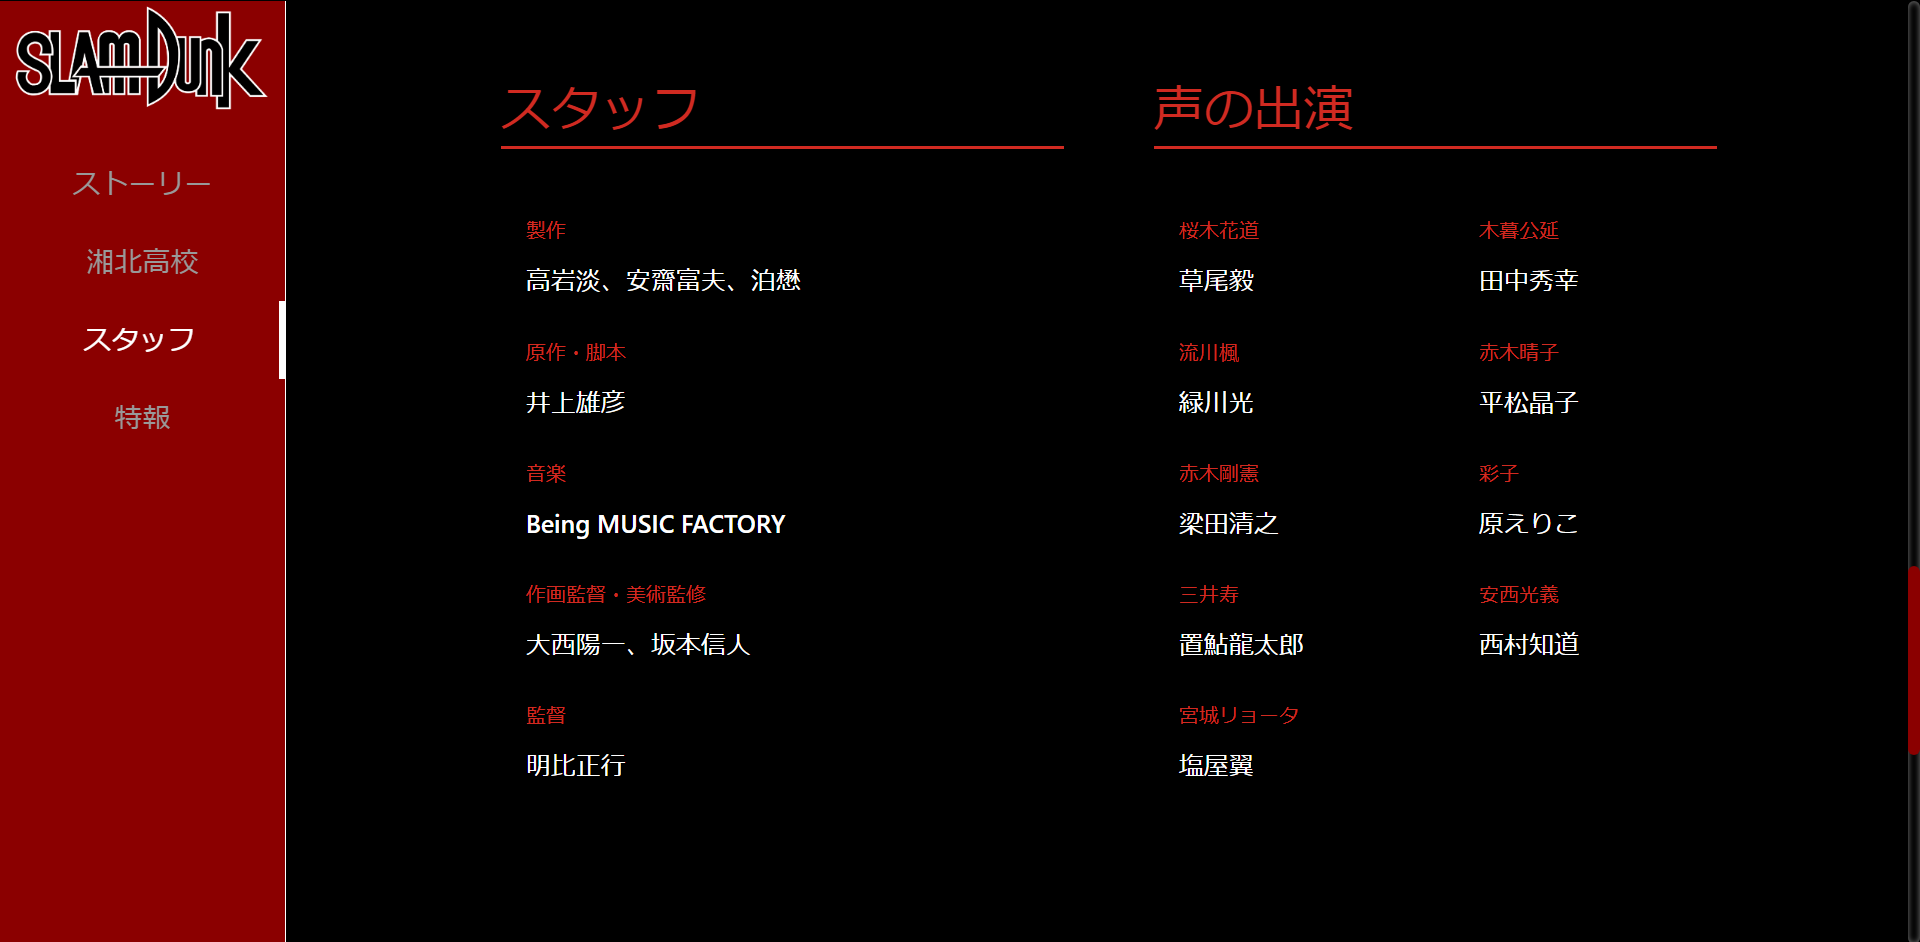 SLAM DUNK
ストーリー
湘北高校
スタッフ
特報
スタッフ
製作
高岩淡、安齋富夫、泊懋
原作・脚本
井上雄彦
音楽
Being MUSIC FACTORY
作画監督・美術監修
大西陽一、坂本信人
監督
明比正行
声の出演
桜木花道
草尾毅
流川楓
緑川光
赤木剛憲
梁田清之
三井寿
置鮎龍太郎
宮城リョータ
塩屋翼
木暮公延
田中秀幸
赤木晴子
平松晶子
彩子
原えりこ
安西光義
西村知道